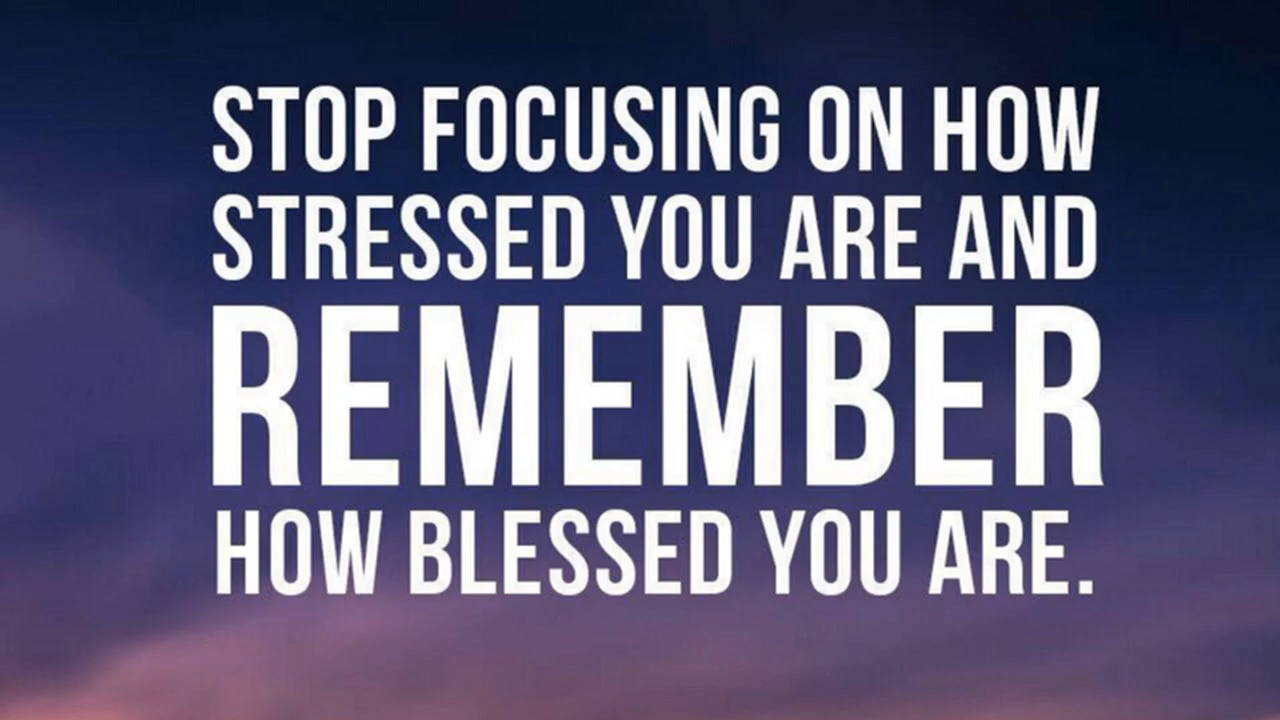 STOP FOCUSING ON HOW
STRESSED YOU ARE AND
REMEMBER
HOW BLESSED YOU ARE.